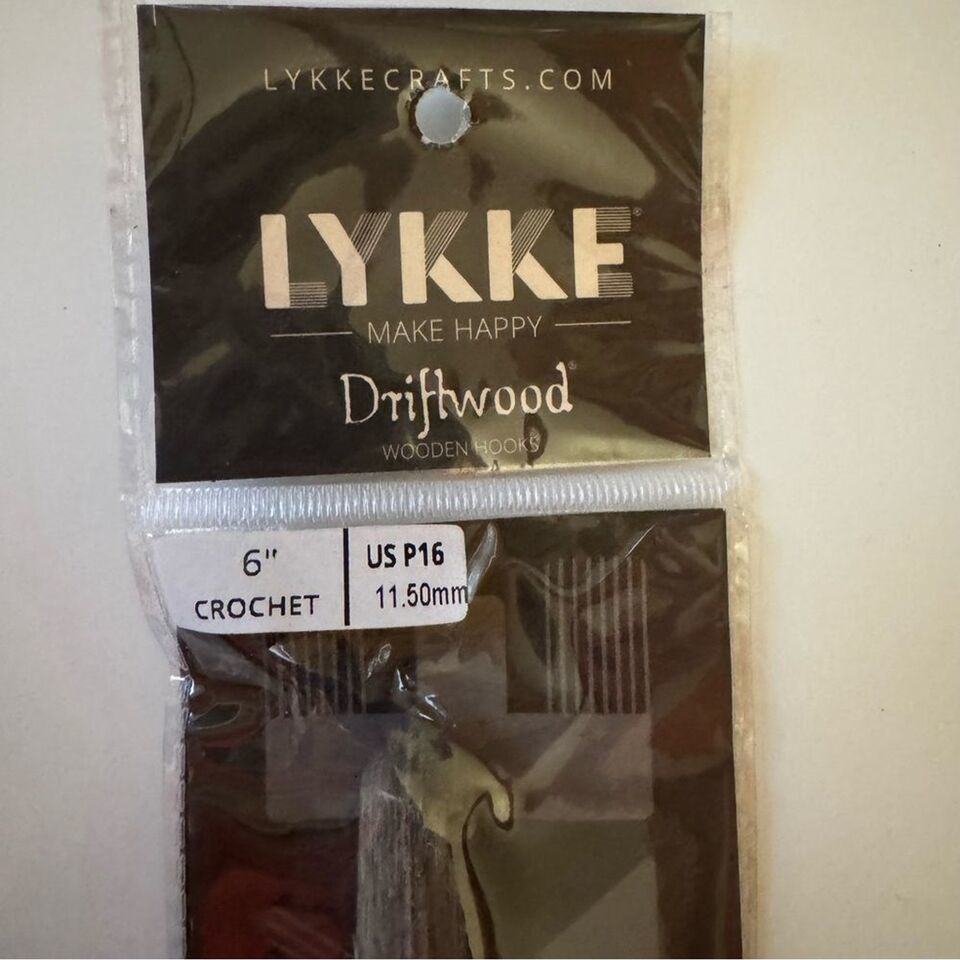 LYKKECRAFTS.COM
LYKKE®
MAKE HAPPY
Driftwood®
WOODEN HOOKS
6"
CROCHET
US P16
11.50mm